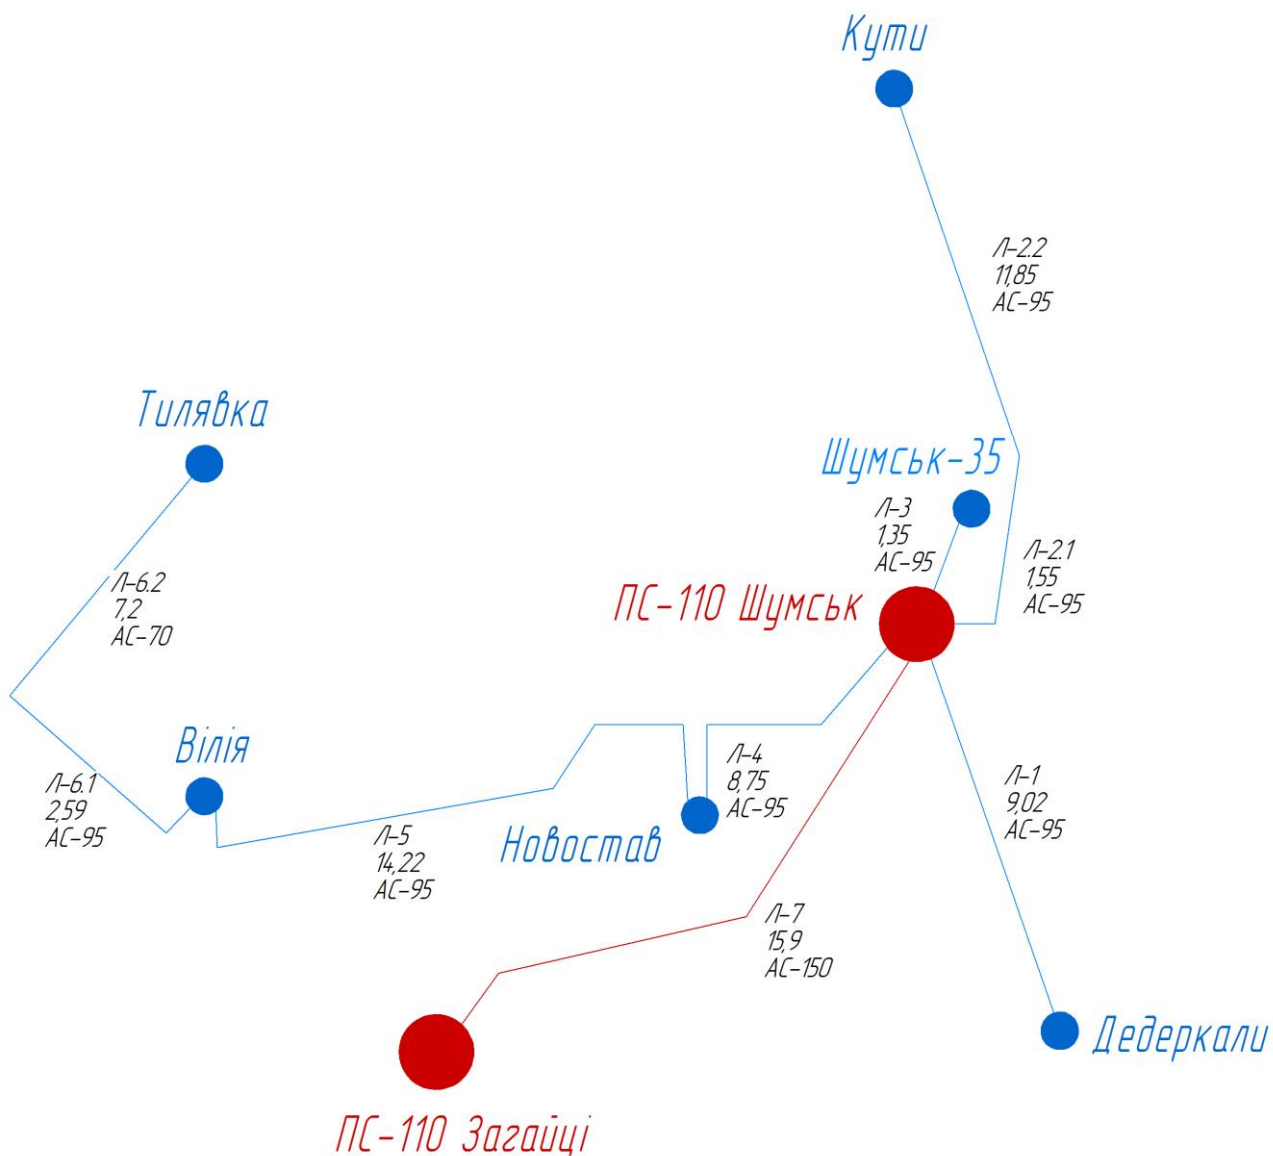 Кути
Л-2.2
11,85
АС-95
Тилявка
Шумськ-35
Л-3
1,35
АС-95
Л-2.1
1,55
АС-95
Л-6.2
7,2
АС-70
ПС-110 Шумськ
Вілія
Л-6.1
2,59
АС-95
Л-4
8,75
АС-95
Л-1
9,02
АС-95
Л-5
14,22
АС-95
Новостав
Л-7
15,9
АС-150
Дедеркали
ПС-110 Загайці